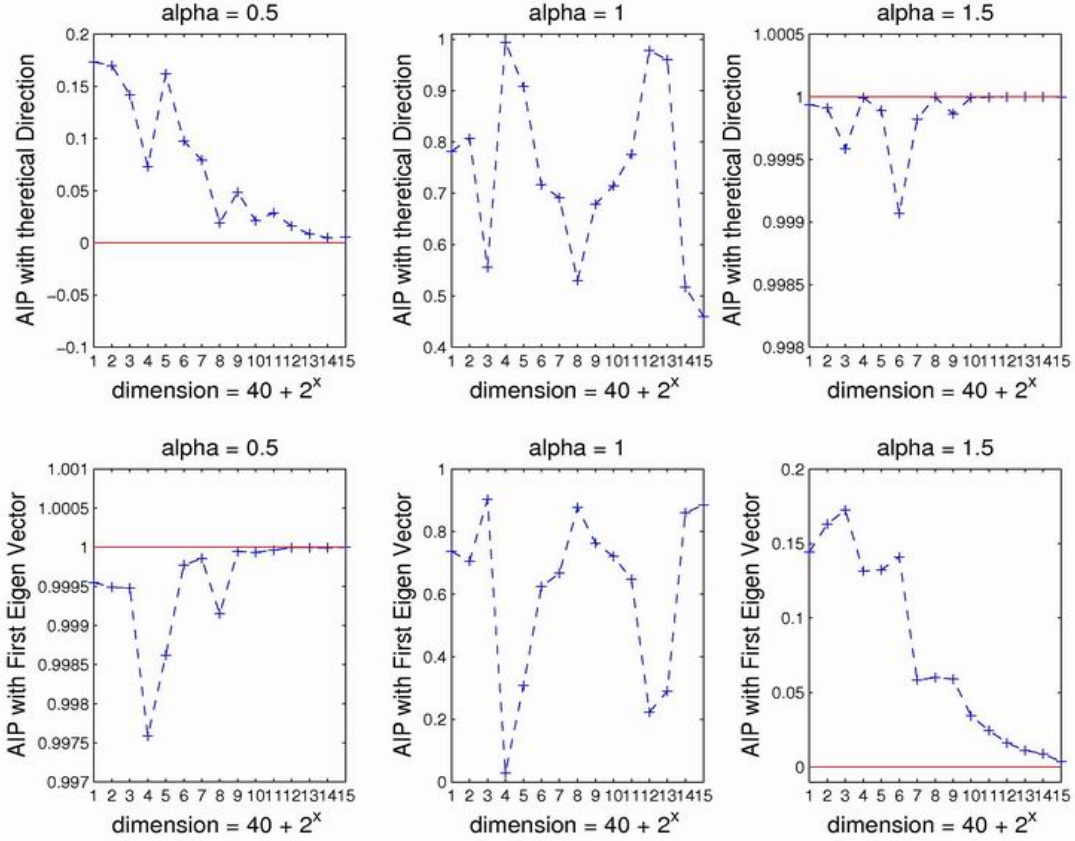 alpha = 0.5
AIP with theretical Direction
0.2
0.15
0.1
0.05
0
−0.05
−0.1
1 2 3 4 5 6 7 8 9 10 11 12 13 14 15
dimension = 40 + 2^x
alpha = 1
AIP with theretical Direction
1
0.9
0.8
0.7
0.6
0.5
0.4
1 2 3 4 5 6 7 8 9 10 11 12 13 14 15
dimension = 40 + 2^x
alpha = 1.5
AIP with theretical Direction
1.0005
1
0.9995
0.999
0.9985
0.998
1 2 3 4 5 6 7 8 9 10 11 12 13 14 15
dimension = 40 + 2^x
alpha = 0.5
AIP with First Eigen Vector
1.001
1.0005
1
0.9995
0.999
0.9985
0.998
0.9975
0.997
1 2 3 4 5 6 7 8 9 10 11 12 13 14 15
dimension = 40 + 2^x
alpha = 1
AIP with First Eigen Vector
1
0.8
0.6
0.4
0.2
0
1 2 3 4 5 6 7 8 9 10 11 12 13 14 15
dimension = 40 + 2^x
alpha = 1.5
AIP with First Eigen Vector
0.2
0.15
0.1
0.05
0
1 2 3 4 5 6 7 8 9 10 11 12 13 14 15
dimension = 40 + 2^x